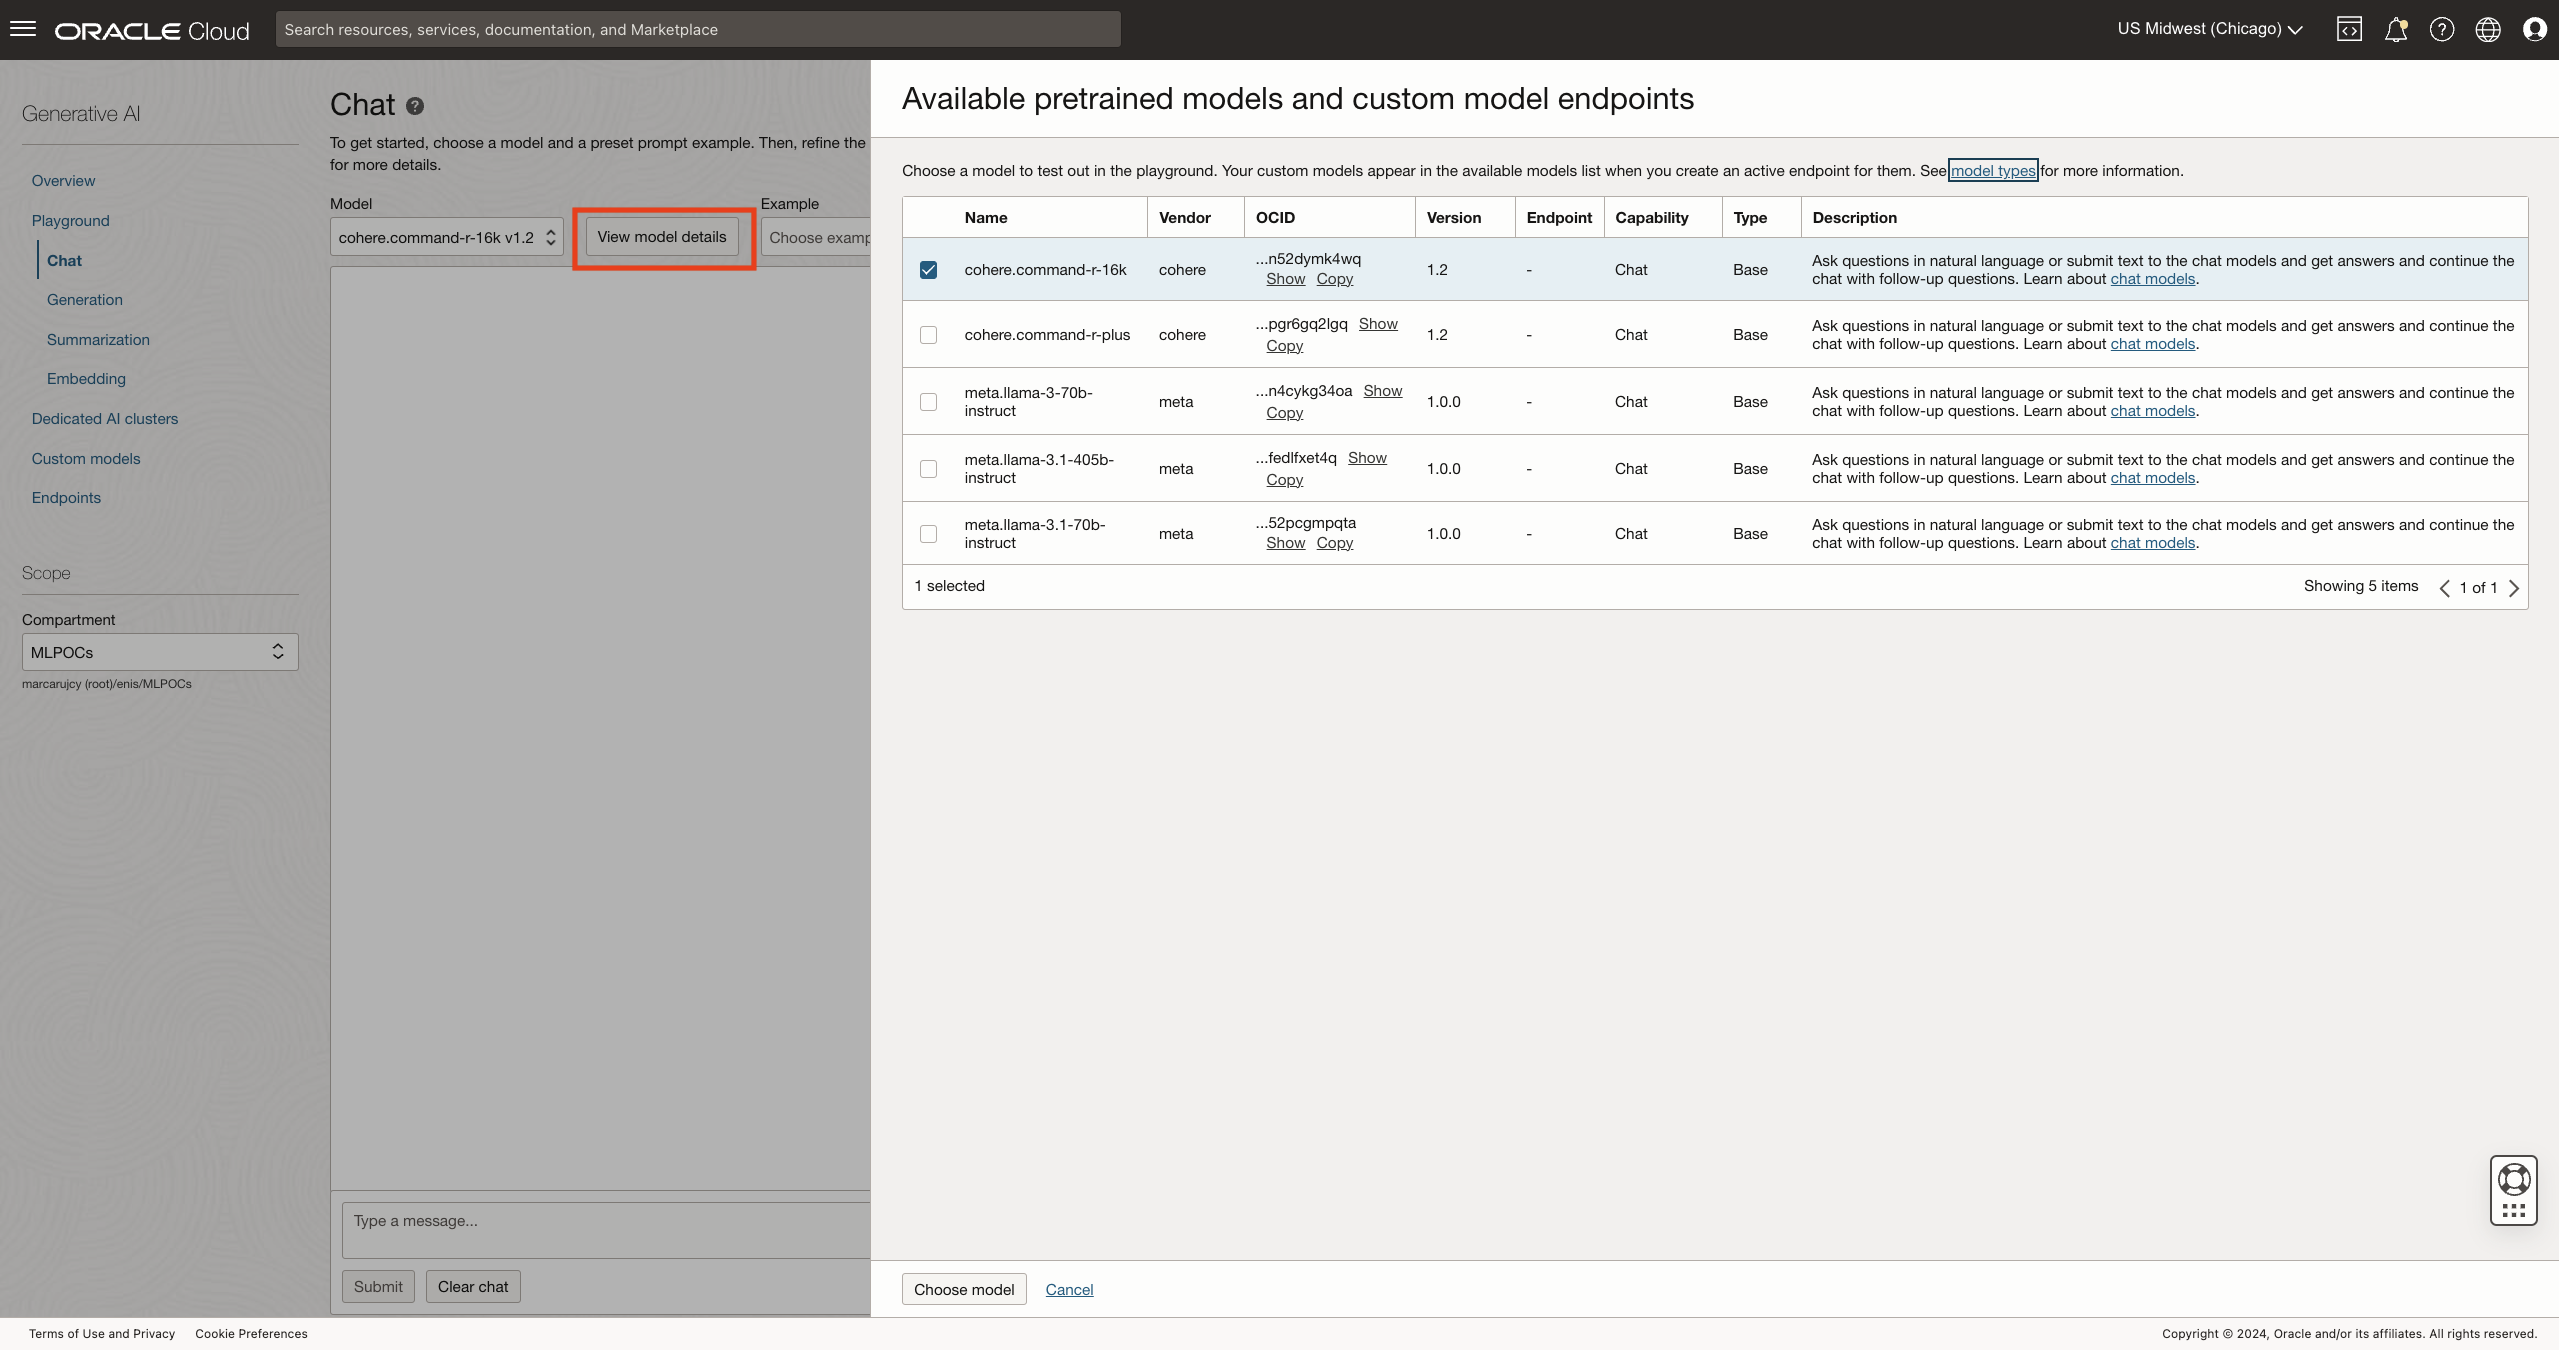 ORACLE Cloud
Search resources, services, documentation, and Marketplace
US Midwest (Chicago)
Generative AI
Overview
Playground
Chat
Generation
Summarization
Embedding
Dedicated AI clusters
Custom models
Endpoints
Scope
Compartment
MLPOCs
marcarujcy (root)/enis/MLPOCs
Chat
To get started, choose a model and a preset prompt example. Then, refine the
for more details.
Model
Example
cohere.command-r-16k v1.2
View model details
Choose examp
Type a message...
Submit Clear chat
Available pretrained models and custom model endpoints
Choose a model to test out in the playground. Your custom models appear in the available models list when you create an active endpoint for them. See model types for more information.
Name Vendor OCID Version Endpoint Capability Type Description
cohere.command-r-16k cohere ...n52dymk4wq Show Copy 1.2 - Chat Base Ask questions in natural language or submit text to the chat models and get answers and continue the
chat with follow-up questions. Learn about chat models.
cohere.command-r-plus cohere ...pgr6gq2lgq Show Copy 1.2 - Chat Base Ask questions in natural language or submit text to the chat models and get answers and continue the
chat with follow-up questions. Learn about chat models.
meta.llama-3-70b-
instruct meta ...n4cykg34oa Show Copy 1.0.0 - Chat Base Ask questions in natural language or submit text to the chat models and get answers and continue the
chat with follow-up questions. Learn about chat models.
meta.llama-3.1-405b-
instruct meta ...fedlfxet4q Show Copy 1.0.0 - Chat Base Ask questions in natural language or submit text to the chat models and get answers and continue the
chat with follow-up questions. Learn about chat models.
meta.llama-3.1-70b-
instruct meta ...52pcgmpqta Show Copy 1.0.0 - Chat Base Ask questions in natural language or submit text to the chat models and get answers and continue the
chat with follow-up questions. Learn about chat models.
1 selected
Showing 5 items 1 of 1
Choose model Cancel
Terms of Use and Privacy Cookie Preferences
Copyright © 2024, Oracle and/or its affiliates. All rights reserved.